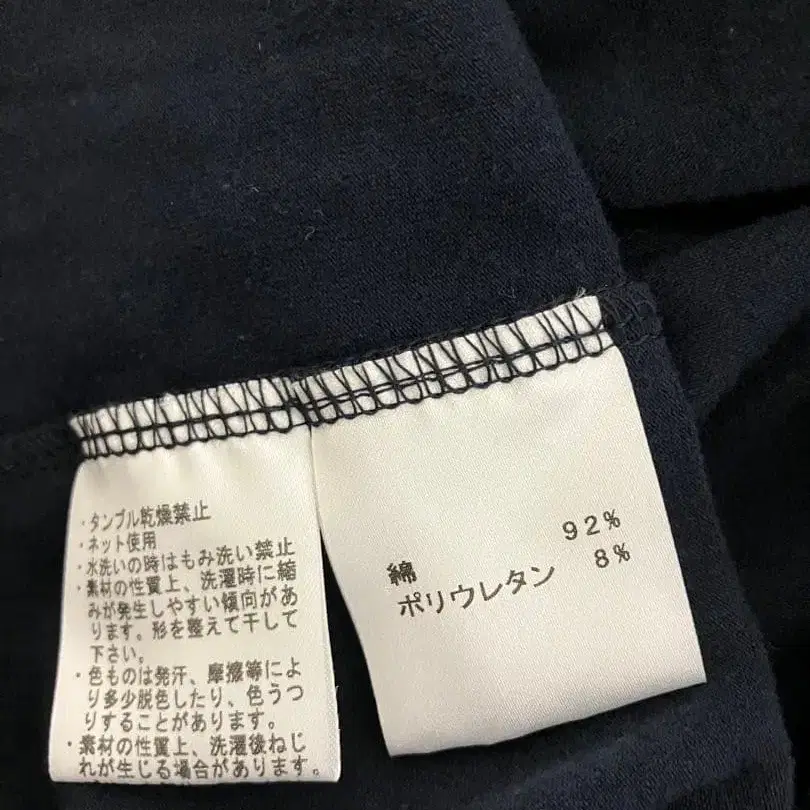 ・タンブル乾燥禁止
・ネット使用
・水洗いの時はもみ洗い禁止
・素材の性質上、洗濯時に縮
みが発生しやすい傾向があ
ります。形を整えて干して
下さい。
・色ものは発汗、摩擦等によ
り多少脱色したり、色うつ
りすることがあります。
・素材の性質上、洗濯後ねじ
れが生じる場合があります。
綿 92%
ポリウレタン 8%